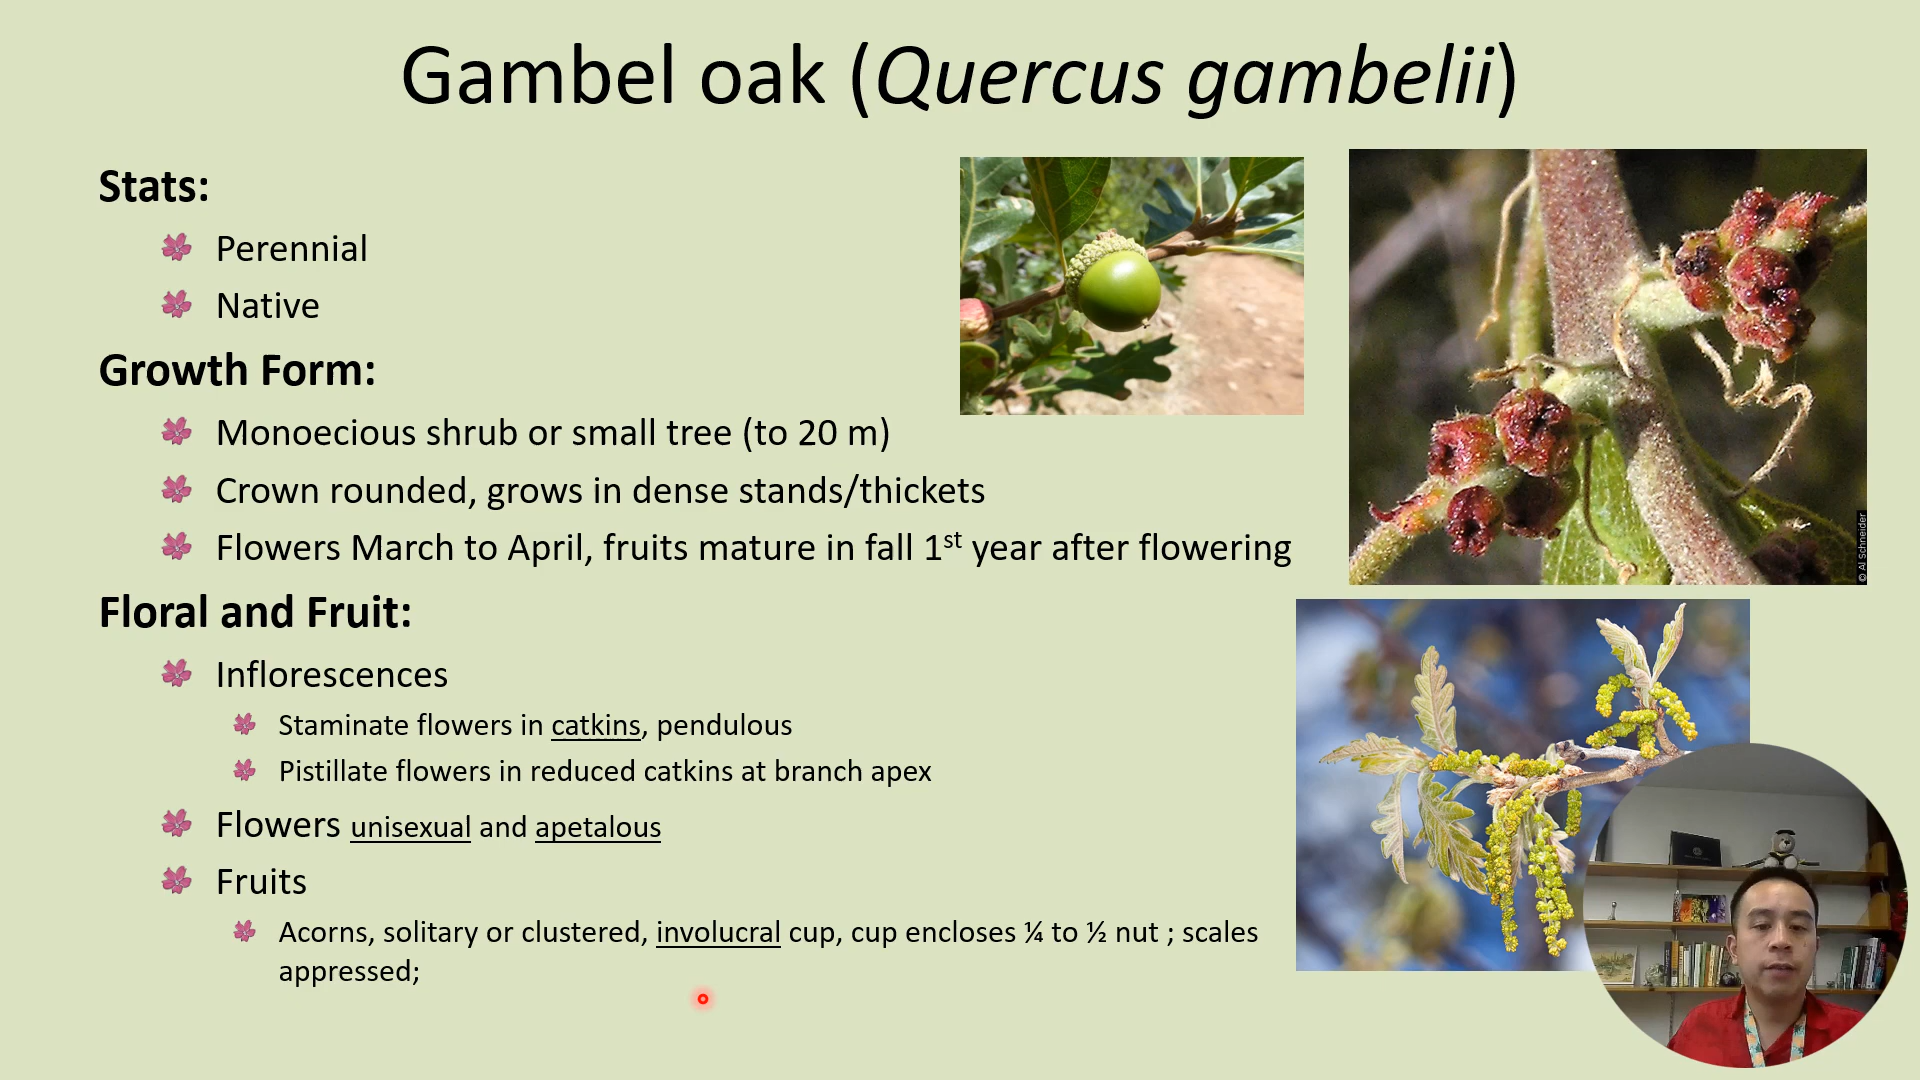 Gambel oak (Quercus gambelii)
Stats:
Perennial
Native
Growth Form:
Monoecious shrub or small tree (to 20 m)
Crown rounded, grows in dense stands/thickets
Flowers March to April, fruits mature in fall 1st year after flowering
Floral and Fruit:
Inflorescences
Staminate flowers in catkins, pendulous
Pistillate flowers in reduced catkins at branch apex
Flowers unisexual and apetalous
Fruits
Acorns, solitary or clustered, involucral cup, cup encloses ¼ to ½ nut ; scales
appressed;
© Al Schneider